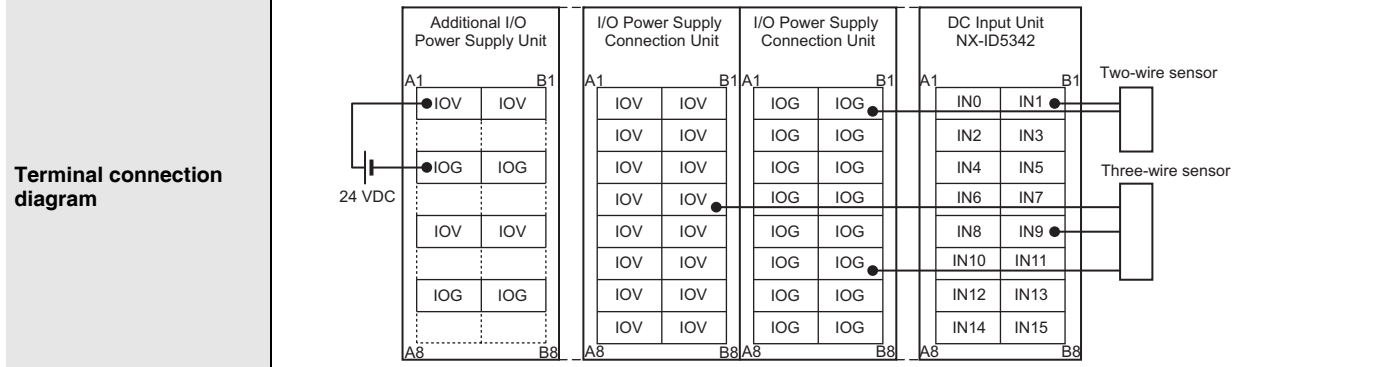 Terminal connection
diagram
Additional I/O
Power Supply Unit
I/O Power Supply
Connection Unit
I/O Power Supply
Connection Unit
DC Input Unit
NX-ID5342
A1 B1 A1 B1 A1 B1 A1 B1
Two-wire sensor
IOV IOV IOV IOV IOG IOG IN0 IN1
IOV IOV IOG IOG IN2 IN3
IOG IOG IOV IOV IOG IOG IN4 IN5
Three-wire sensor
24 VDC
IOV IOV IOG IOG IN6 IN7
IOV IOV IOV IOV IOG IOG IN8 IN9
IOV IOV IOG IOG IN10 IN11
IOG IOG IOV IOV IOG IOG IN12 IN13
IOV IOV IOG IOG IN14 IN15
A8 B8 A8 B8 A8 B8 A8 B8